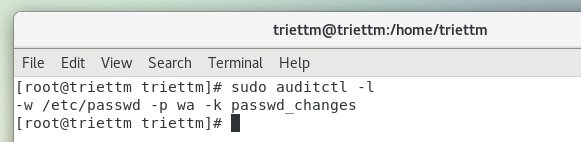 triettm@triettm:/home/triettm
File Edit View Search Terminal Help
[root@triettm triettm]# sudo auditctl -l
-w /etc/passwd -p wa -k passwd_changes
[root@triettm triettm]#